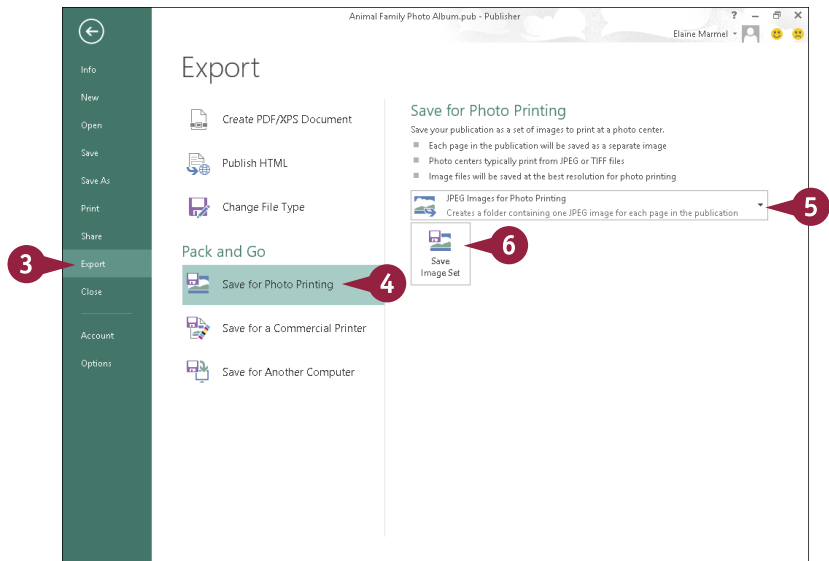 Animal Family Photo Album.pub - Publisher
?
Elaine Marmel
Info
New
Open
Save
Save As
Print
Share
3
Export
Close
Account
Options
Export
Create PDF/XPS Document
Publish HTML
Change File Type
Pack and Go
Save for Photo Printing
4
Save for a Commercial Printer
Save for Another Computer
Save for Photo Printing
Save your publication as a set of images to print at a photo center.
Each page in the publication will be saved as a separate image
Photo centers typically print from JPEG or TIFF files
Image files will be saved at the best resolution for photo printing
JPEG Images for Photo Printing
Creates a folder containing one JPEG image for each page in the publication
5
Save
Image Set
6